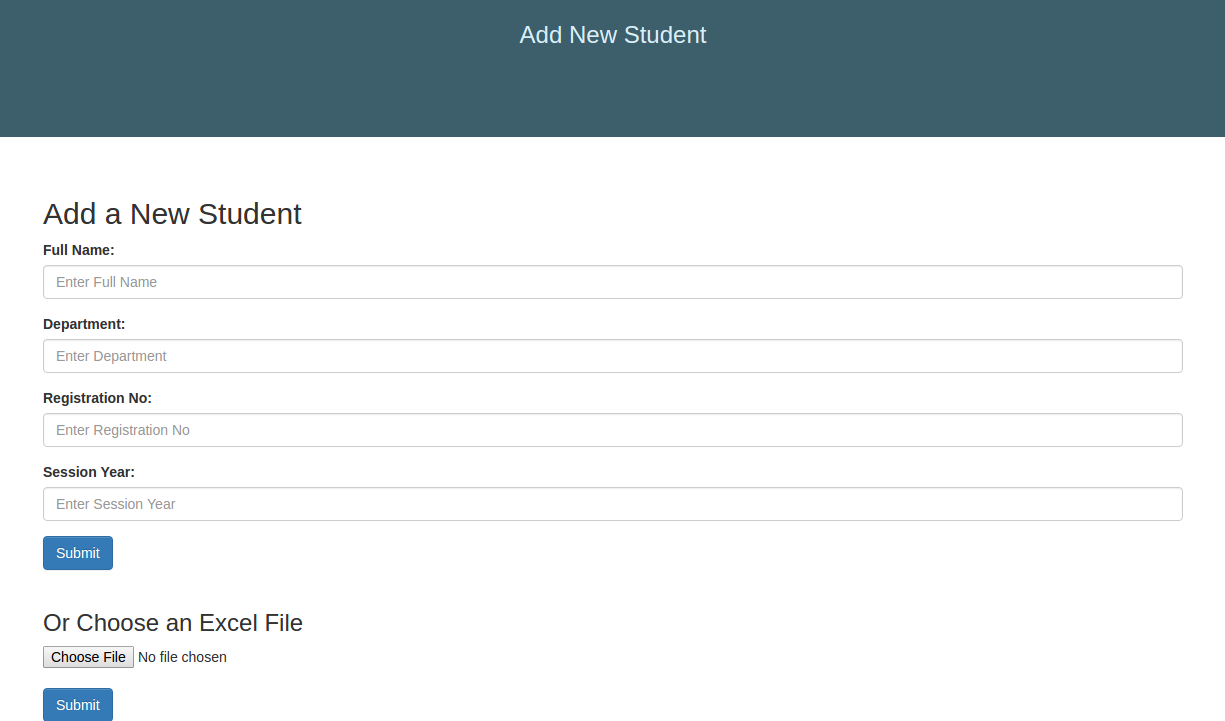 Add New Student
Add a New Student
Full Name:
Enter Full Name
Department:
Enter Department
Registration No:
Enter Registration No
Session Year:
Enter Session Year
Submit
Or Choose an Excel File
Choose File No file chosen
Submit